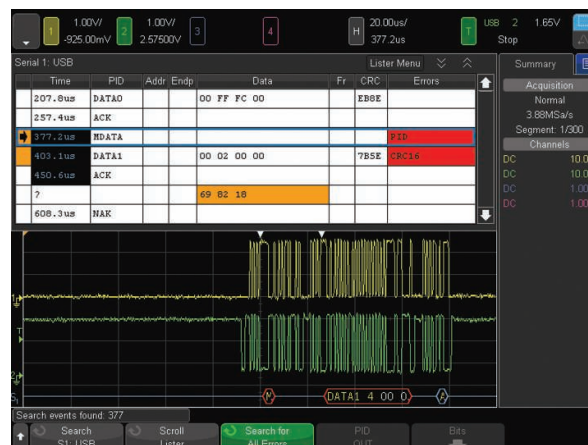 1 1.00V/ -925.00mV 2 1.00V/ 2.57500V 3 4 H 20.00us/ 377.2us T USB 2 1.65V Stop
Serial 1: USB Lister Menu Summary
Time PID Addr Endp Data Fr CRC Errors
207.8us DATA0 00 FF FC 00 EB8E
257.4us ACK
377.2us MDATA PID
403.1us DATA1 00 02 00 00 7B5E CRC16
450.6us ACK
? 69 82 18
608.3us NAK
Acquisition
Normal
3.88MSa/s
Segment: 1/300
Channels
DC 10.0
DC 10.0
DC 1.00
DC 1.00
T
S1 M DATA1 4 00 0 A
Search events found: 377
Search S1: USB
Scroll Lister
Search for All Errors
PID OUT
Bits